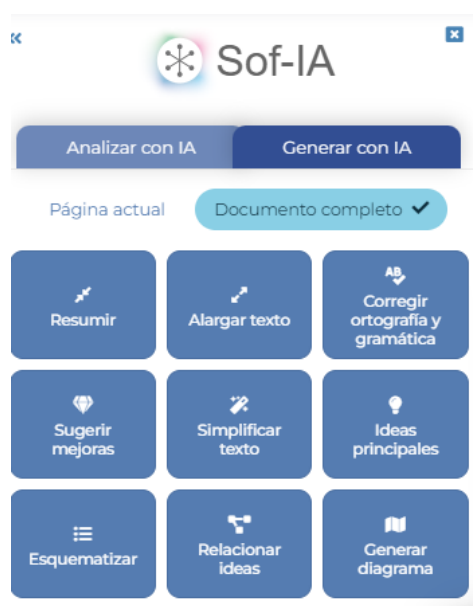 Sof-IA
Analizar con IA
Generar con IA
Página actual
Documento completo
Resumir
Alargar texto
AB
Corregir
ortografía y
gramática
Sugerir
mejoras
Simplificar
texto
Ideas
principales
Esquematizar
Relacionar
ideas
Generar
diagrama